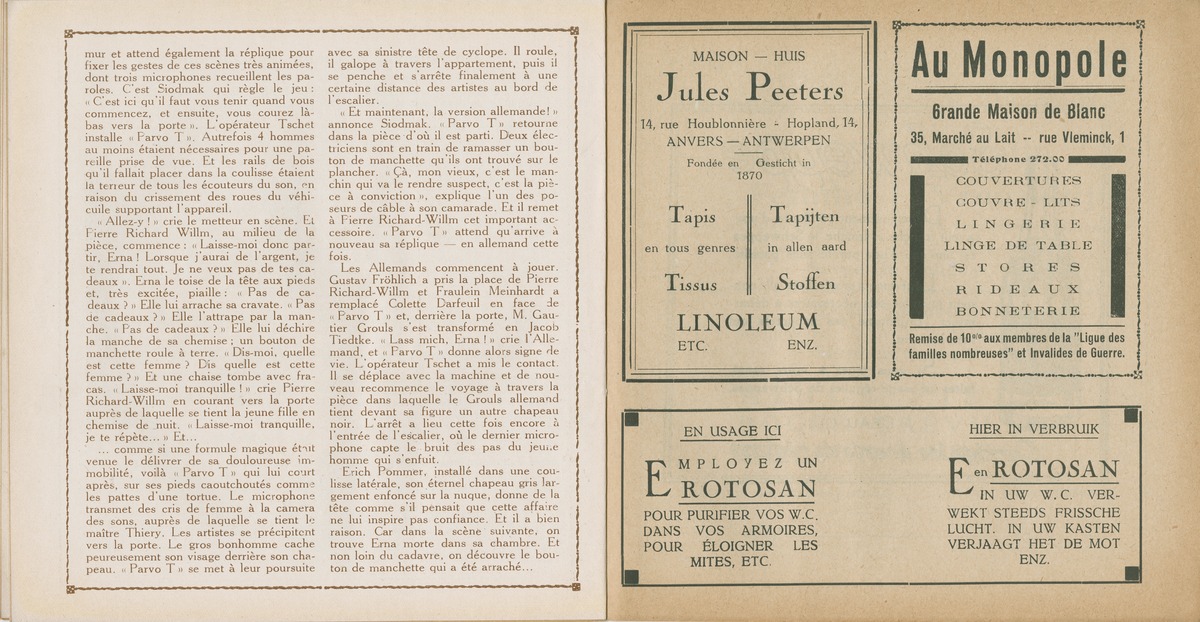 mur et attend également la réplique pour
fixer les gestes de ces scènes très animées,
dont trois microphones recueillent les pa-
roles. C'est Siodmak qui règle le jeu :
« C'est ici qu'il faut vous tenir quand vous
commencez, et ensuite, vous courez là-
bas vers la porte ». L'opérateur Tschet
installe « Parvo T ». Autrefois 4 hommes
au moins étaient nécessaires pour une pa-
reille prise de vue. Et les rails de bois
qu'il fallait placer dans la coulisse étaient
la terreur de tous les écouteurs du son, en
raison du crissement des roues du véhi-
cuile supportant l'appareil.
« Allez-y ! » crie le metteur en scène. Et
Pierre Richard Willm, au milieu de la
pièce, commence : « Laisse-moi donc par-
tir, Erna ! Lorsque j'aurai de l'argent, je
te rendrai tout. Je ne veux pas de tes ca-
deaux ». Erna le toise de la tête aux pieds
et, très excitée, piaille : « Pas de ca-
deaux ? » Elle lui arrache sa cravate. « Pas
de cadeaux ? » Elle l'attrape par la man-
che. « Pas de cadeaux ? » Elle lui déchire
la manche de sa chemise ; un bouton de
manchette roule à terre. « Dis-moi, quelle
est cette femme ? Dis quelle est cette
femme ? » Et une chaise tombe avec fra-
cas. « Laisse-moi tranquille ! » crie Pierre
Richard-Willm en courant vers la porte
auprès de laquelle se tient la jeune fille en
chemise de nuit. « Laisse-moi tranquille,
je te répète... » Et...
... comme si une formule magique était
venue le délivrer de sa douloureuse im-
mobilité, voilà « Parvo T » qui lui court
après, sur ses pieds caoutchoutés comme
les pattes d'une tortue. Le microphone
transmet des cris de femme à la camera
des sons, auprès de laquelle se tient le
maître Thiery. Les artistes se précipitent
vers la porte. Le gros bonhomme cache
peureusement son visage derrière son cha-
peau. « Parvo T » se met à leur poursuite
avec sa sinistre tête de cyclope. Il roule,
il galope à travers l'appartement, puis il
se penche et s'arrête finalement à une
certaine distance des artistes au bord de
l'escalier.
« Et maintenant, la version allemande ! »
annonce Siodmak. « Parvo T » retourne
dans la pièce d'où il est parti. Deux élec-
triciens sont en train de ramasser un bou-
ton de manchette qu'ils ont trouvé sur le
plancher. « Çà, mon vieux, c'est le man-
chin qui va le rendre suspect, c'est la piè-
ce à conviction », explique l'un des po-
seurs de câble à son camarade. Et il remet
à Pierre Richard-Willm cet important ac-
cessoire. « Parvo T » attend qu'arrive à
nouveau sa réplique — en allemand cette
fois.
Les Allemands commencent à jouer.
Gustav Fröhlich a pris la place de Pierre
Richard-Willm et Fraulein Meinhardt a
remplacé Colette Darfeuil en face de
« Parvo T » et, derrière la porte, M. Gau-
tier Grouls s'est transformé en Jacob
Tiedtke. « Lass mich, Erna ! » crie l'Alle-
mand, et « Parvo T » donne alors signe de
vie. L'opérateur Tschet a mis le contact.
Il se déplace avec la machine et de nou-
veau recommence le voyage à travers la
pièce dans laquelle le Grouls allemand
tient devant sa figure un autre chapeau
noir. L'arrêt a lieu cette fois encore à
l'entrée de l'escalier, où le dernier micro-
phone capte le bruit des pas du jeune
homme qui s'enfuit.
Erich Pommer, installé dans une cou-
lisse latérale, son éternel chapeau gris lar-
gement enfoncé sur la nuque, donne de la
tête comme s'il pensait que cette affaire
ne lui inspire pas confiance. Et il a bien
raison. Car dans la scène suivante, on
trouve Erna morte dans sa chambre. Et
non loin du cadavre, on découvre le bou-
ton de manchette qui a été arraché...
MAISON — HUIS
Jules Peeters
14, rue Houblonnière - Hopland, 14,
ANVERS — ANTWERPEN
Fondée en Gesticht in
1870
Tapis Tapijten
en tous genres in allen aard
Tissus Stoffen
LINOLEUM
ETC. ENZ.
Au Monopole
Grande Maison de Blanc
35, Marché au Lait -- rue Vleminck, 1
Téléphone 272.00
COUVERTURES
COUVRE - LITS
LINGERIE
LINGE DE TABLE
STORES
RIDEAUX
BONNETERIE
Remise de 10 o/o aux membres de la "Ligue des
familles nombreuses" et Invalides de Guerre.
EN USAGE ICI
EMPLOYEZ UN
ROTOSAN
POUR PURIFIER VOS W.C.
DANS VOS ARMOIRES,
POUR ÉLOIGNER LES
MITES, ETC.
HIER IN VERBRUIK
Een ROTOSAN
IN UW W.C. VER-
WEKT STEEDS FRISSCHE
LUCHT. IN UW KASTEN
VERJAAGT HET DE MOT
ENZ.